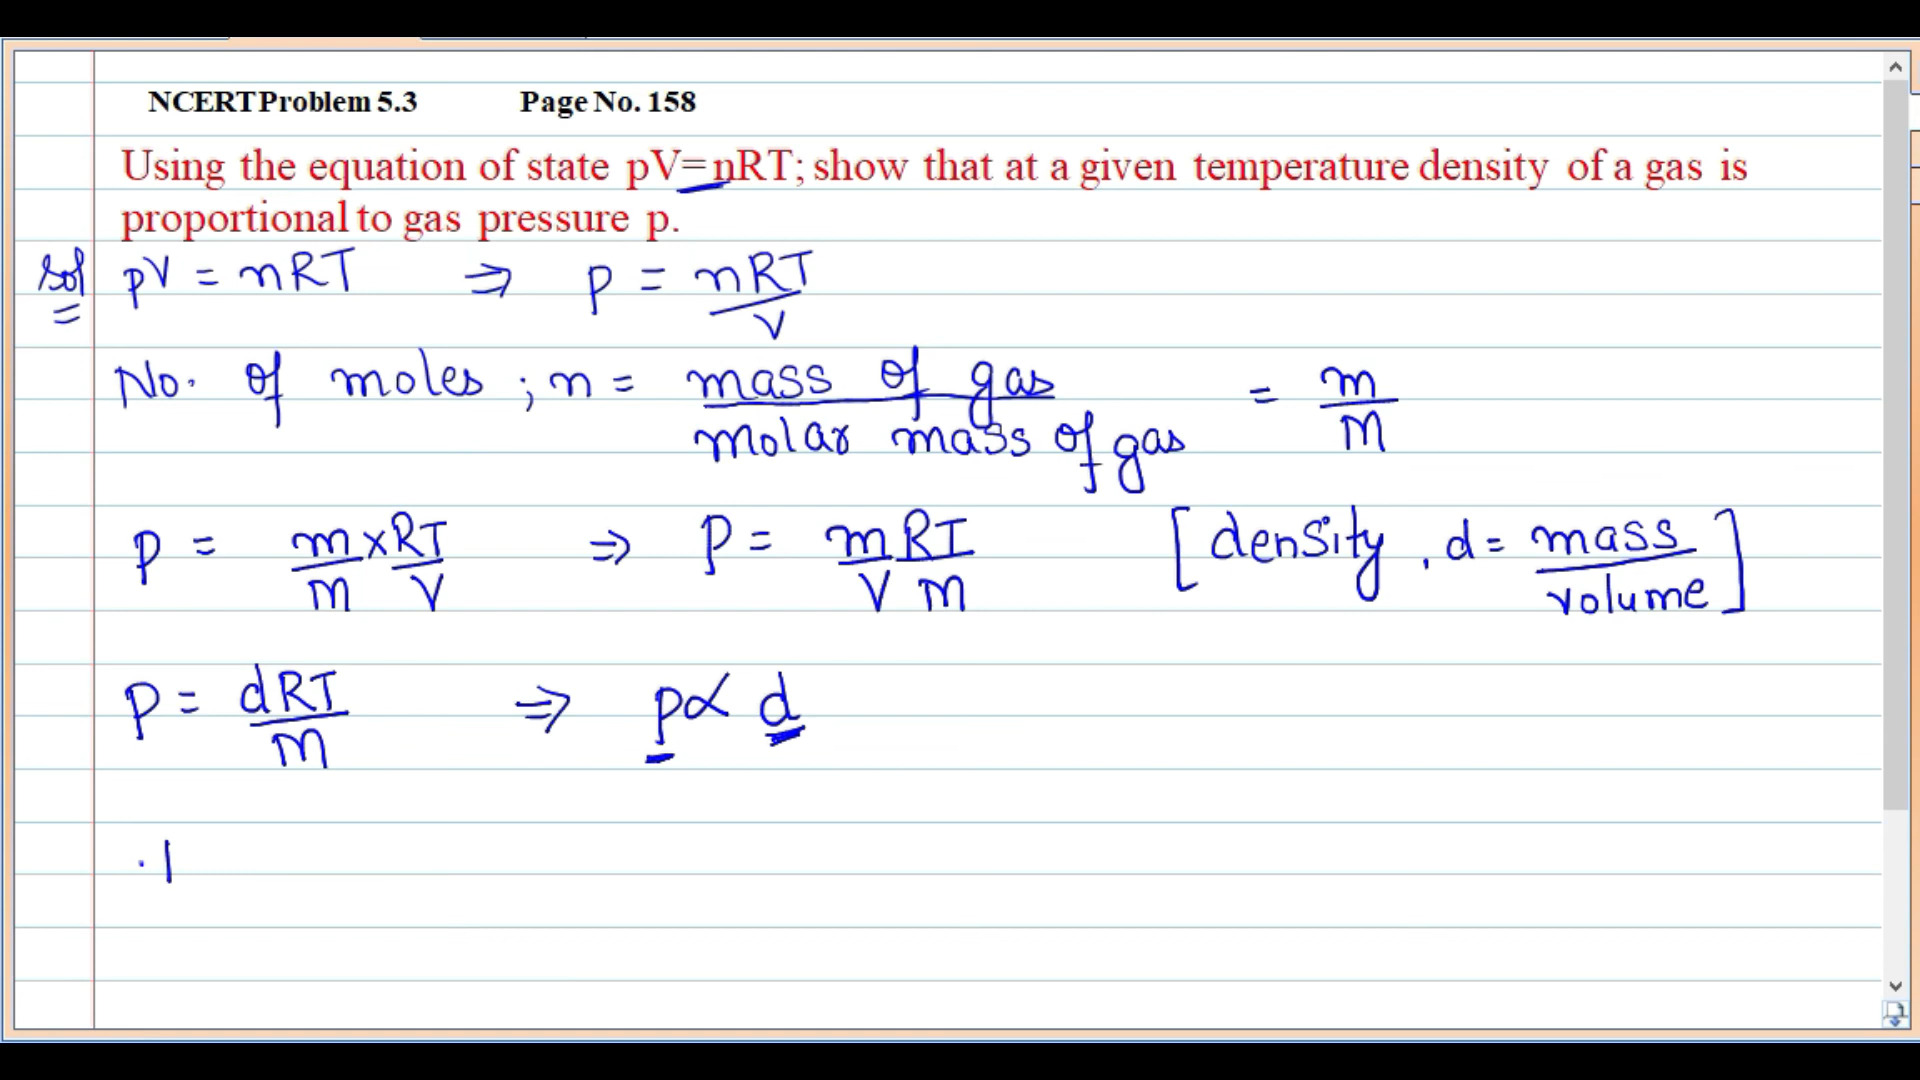 NCERT Problem 5.3 Page No. 158
Using the equation of state pV=nRT; show that at a given temperature density of a gas is
proportional to gas pressure p.
Sol pV = nRT ⇒ p = nRT/V
No. of moles ; n = mass of gas/molar mass of gas = m/M
p = m/M × RT/V ⇒ P = m/V RT/M [density, d = mass/volume]
P = dRT/M ⇒ p ∝ d